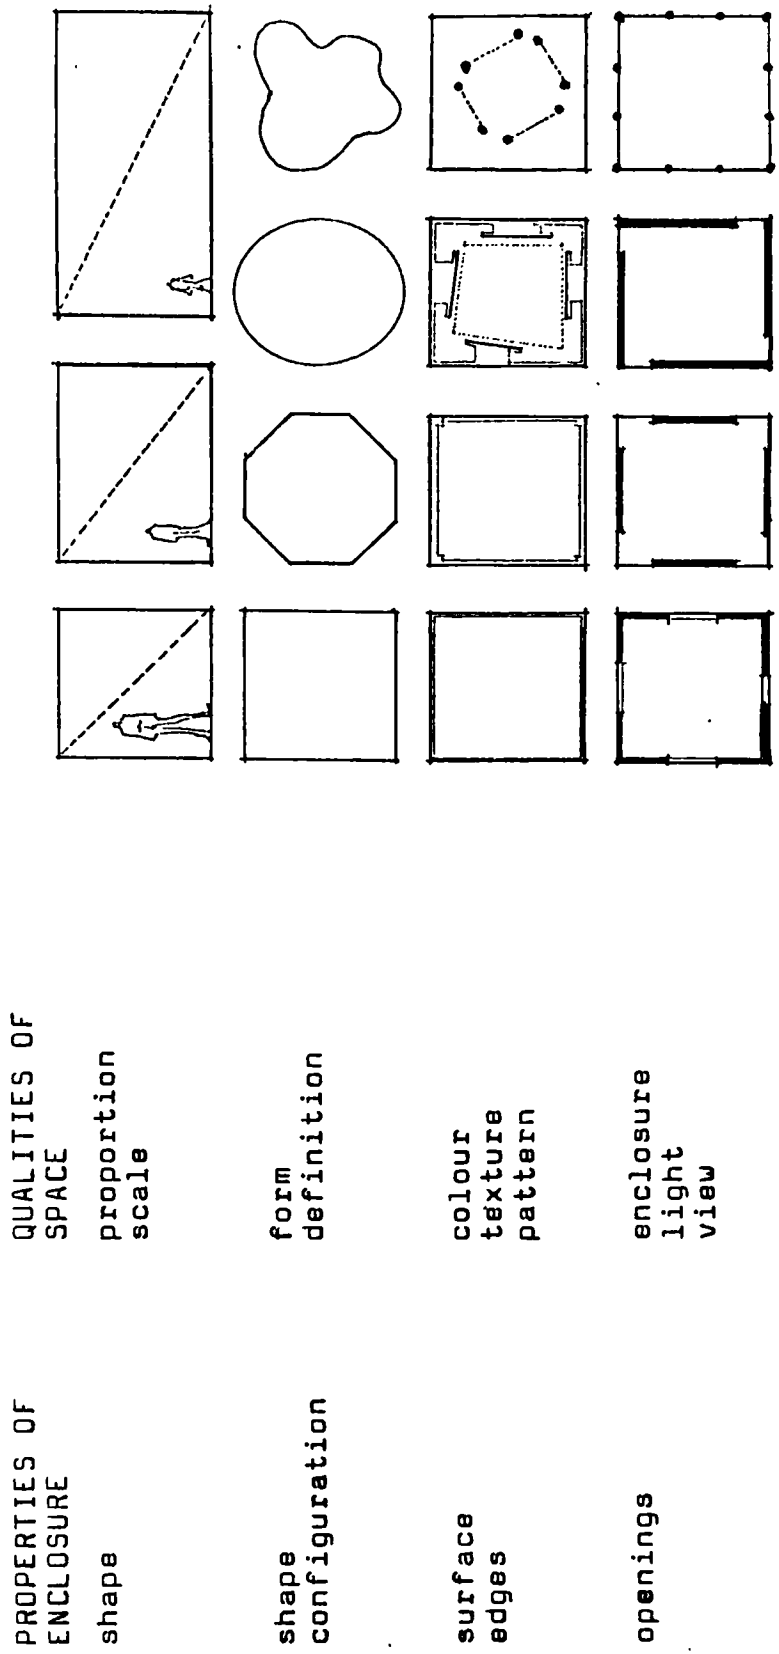 PROPERTIES OF
ENCLOSURE
QUALITIES OF
SPACE
shape
proportion
scale
shape
configuration
form
definition
surface
edges
colour
texture
pattern
openings
enclosure
light
view